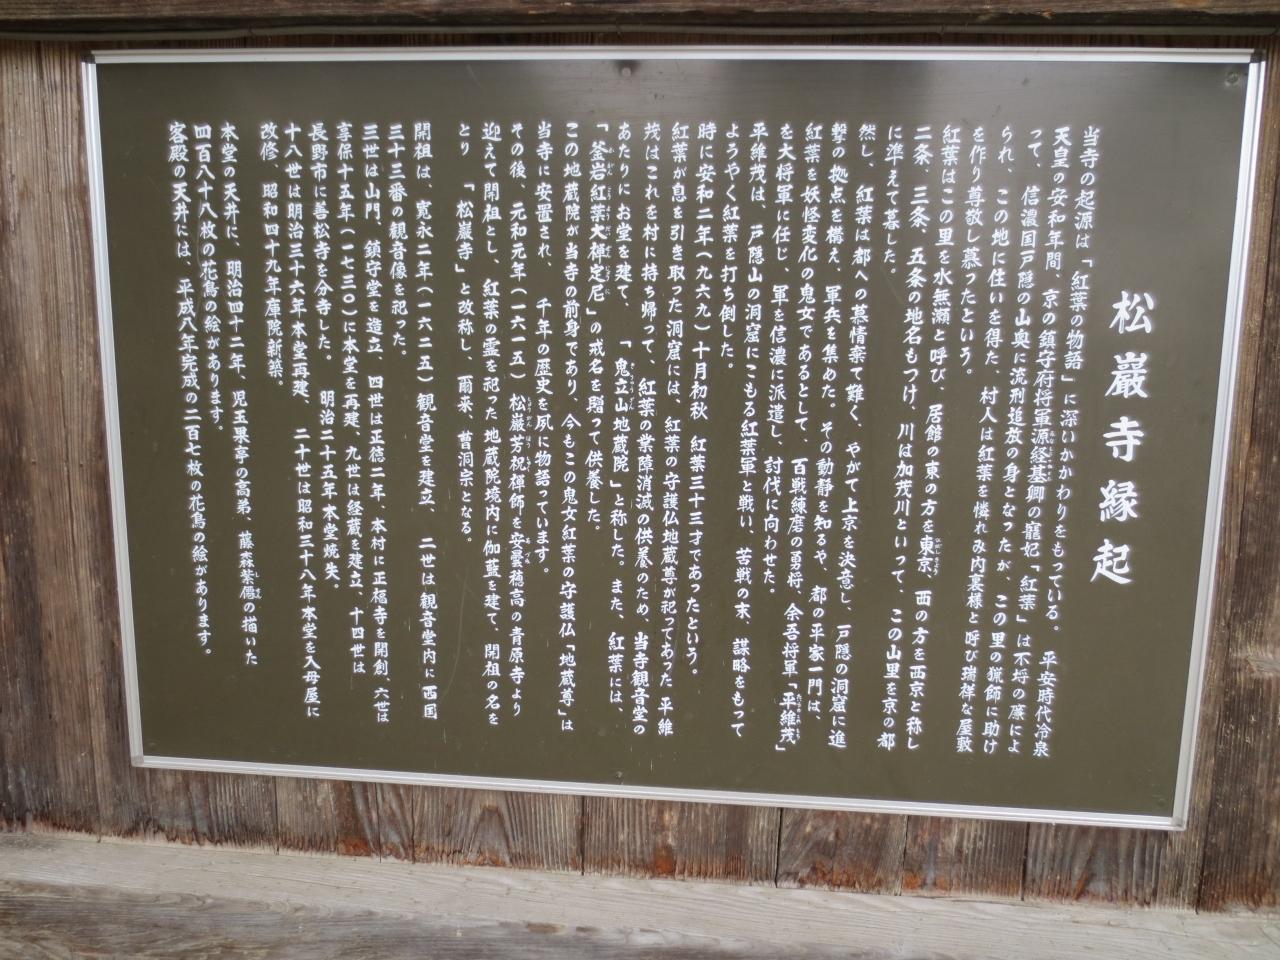 松巖寺縁起
当寺の起源は「紅葉の物語」に深いかかわりをもっている。 平安時代冷泉
天皇の安和年間、京の鎮守府将軍源経基卿の寵妃「紅葉」は不埒の廉によ
って、信濃国戸隠の山奥に流刑追放の身となったが、この里の猟師に助け
られ、この地に住いを得た、村人は紅葉を憐れみ内裏様と呼び瑞祥な屋敷
を作り尊敬し慕ったという。
紅葉はこの里を水無瀬と呼び、居館の東の方を東京、西の方を西京と称し
二条、三条、五条の地名もつけ、川は加茂川といって、この山里を京の都
に準えて暮した。
然し、紅葉は都への慕情棄て難く、やがて上京を決意し、戸隠の洞窟に進
撃の拠点を構え、軍兵を集めた。その動静を知るや、都の平家一門は、
紅葉を妖怪変化の鬼女であるとして、百戦錬磨の勇将、余吾将軍「平維茂」
を大将軍に任じ、軍を信濃に派遣し、討伐に向わせた。
平維茂は、戸隠山の洞窟にこもる紅葉軍と戦い、苦戦の末、謀略をもって
ようやく紅葉を打ち倒した。
時に安和二年(九六九)十月初秋 紅葉三十三才であったという。
紅葉が息を引き取った洞窟には、紅葉の守護仏地蔵尊が祀ってあった 平維
茂はこれを村に持ち帰って、紅葉の業障消滅の供養のため、当寺観音堂の
あたりにお堂を建て、「鬼立山地蔵院」と称した。また、紅葉には、
「釜岩紅葉大禅定尼」の戒名を贈って供養した。
この地蔵院が当寺の前身であり、今もこの鬼女紅葉の守護仏「地蔵尊」は
当寺に安置され、 千年の歴史を夙に物語っています。
その後、元和元年(一六一五)松巌芳祝禅師を安曇穂高の青原寺より
迎えて開祖とし、紅葉の霊を祀った地蔵院境内に伽藍を建て、開祖の名を
とり 「松巖寺」と改称し、爾来、曹洞宗となる。
開祖は、寛永二年(一六二五)観音堂を建立、二世は観音堂内に西国
三十三番の観音像を祀った。
三世は山門、鎮守堂を造立、四世は正徳二年、本村に正福寺を開創、六世は
享保十五年(一七三〇)に本堂を再建、九世は経蔵を建立、十四世は
長野市に善松寺を分寺した。 明治二十五年本堂焼失、
十八世は明治三十六年本堂再建、二十世は昭和三十八年本堂を入母屋に
改修、昭和四十九年庫院新築。
本堂の天井に、明治四十二年、児玉果亭の高弟、藤森紫僊の描いた
四百八十八枚の花鳥の絵があります。
客殿の天井には、平成八年完成の二百七枚の花鳥の絵があります。